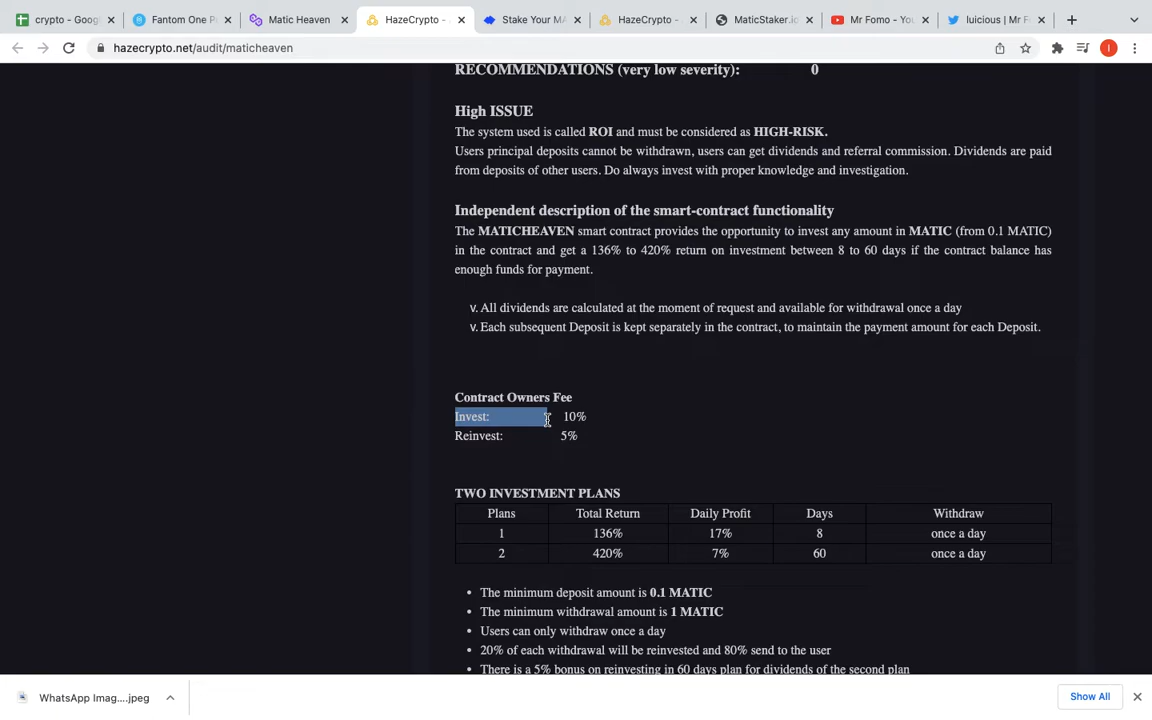 crypto - Googl
Fantom One P
Matic Heaven
HazeCrypto -
Stake Your MA
HazeCrypto -
MaticStaker.io
Mr Fomo - You
luicious | Mr F
hazecrypto.net/audit/maticheaven
I
RECOMMENDATIONS (very low severity): 0
High ISSUE
The system used is called ROI and must be considered as HIGH-RISK.
Users principal deposits cannot be withdrawn, users can get dividends and referral commission. Dividends are paid
from deposits of other users. Do always invest with proper knowledge and investigation.
Independent description of the smart-contract functionality
The MATICHEAVEN smart contract provides the opportunity to invest any amount in MATIC (from 0.1 MATIC)
in the contract and get a 136% to 420% return on investment between 8 to 60 days if the contract balance has
enough funds for payment.
v. All dividends are calculated at the moment of request and available for withdrawal once a day
v. Each subsequent Deposit is kept separately in the contract, to maintain the payment amount for each Deposit.
Contract Owners Fee
Invest: 10%
Reinvest: 5%
TWO INVESTMENT PLANS
Plans Total Return Daily Profit Days Withdraw
1 136% 17% 8 once a day
2 420% 7% 60 once a day
• The minimum deposit amount is 0.1 MATIC
• The minimum withdrawal amount is 1 MATIC
• Users can only withdraw once a day
• 20% of each withdrawal will be reinvested and 80% send to the user
• There is a 5% bonus on reinvesting in 60 days plan for dividends of the second plan
WhatsApp Imag....jpeg
Show All